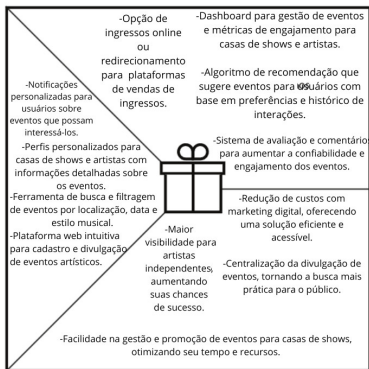 -Opção de
ingressos online
ou
redirecionamento
para plataformas
de vendas de
ingressos.
-Dashboard para gestão de eventos
e métricas de engajamento para
casas de shows e artistas.
-Algoritmo de recomendação que
sugere eventos para usuários com
base em preferências e histórico de
interações.
-Sistema de avaliação e comentários
para aumentar a confiabilidade e
engajamento dos eventos.
-Notificações
personalizadas para
usuários sobre
eventos que possam
interessá-los.
-Perfis personalizados para
casas de shows e artistas com
informações detalhadas sobre
os eventos.
-Ferramenta de busca e filtragem
de eventos por localização, data e
estilo musical.
-Plataforma web intuitiva
para cadastro e divulgação
de eventos artísticos.
-Maior
visibilidade para
artistas
independentes,
aumentando
suas chances
de sucesso.
-Redução de custos com
marketing digital, oferecendo
uma solução eficiente e
acessível.
-Centralização da divulgação de
eventos, tornando a busca mais
prática para o público.
-Facilidade na gestão e promoção de eventos para casas de show,
otimizando seu tempo e recursos.